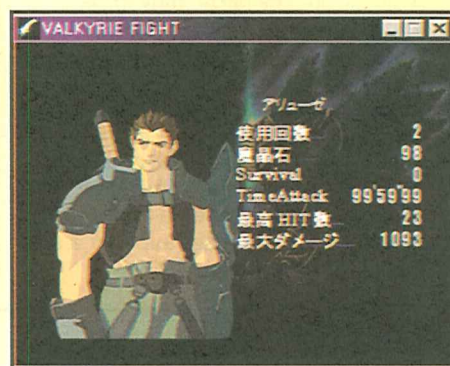 VALKYRIE FIGHT
アリューゼ
使用回数 2
魔晶石 98
Survival 0
TimeAttack 99'59"99
最高HIT数 23
最大ダメージ 1093